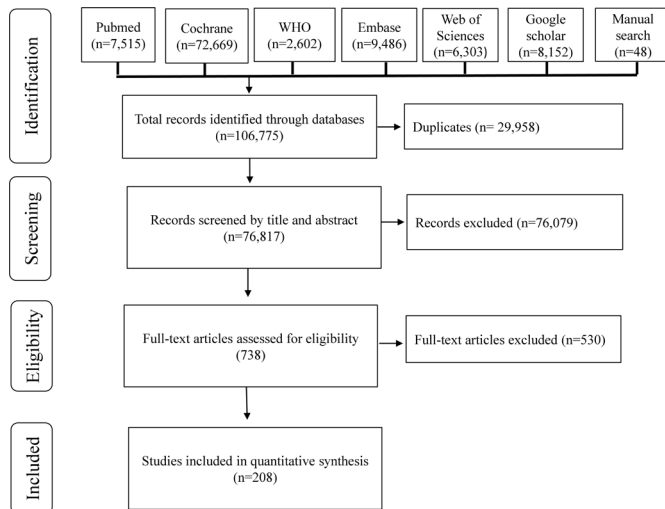 Identification
Pubmed
(n=7,515)
Cochrane
(n=72,669)
WHO
(n=2,602)
Embase
(n=9,486)
Web of
Sciences
(n=6,303)
Google
scholar
(n=8,152)
Manual
search
(n=48)
Total records identified through databases
(n=106,775)
Duplicates (n= 29,958)
Screening
Records screened by title and abstract
(n=76,817)
Records excluded (n=76,079)
Eligibility
Full-text articles assessed for eligibility
(738)
Full-text articles excluded (n=530)
Included
Studies included in quantitative synthesis
(n=208)